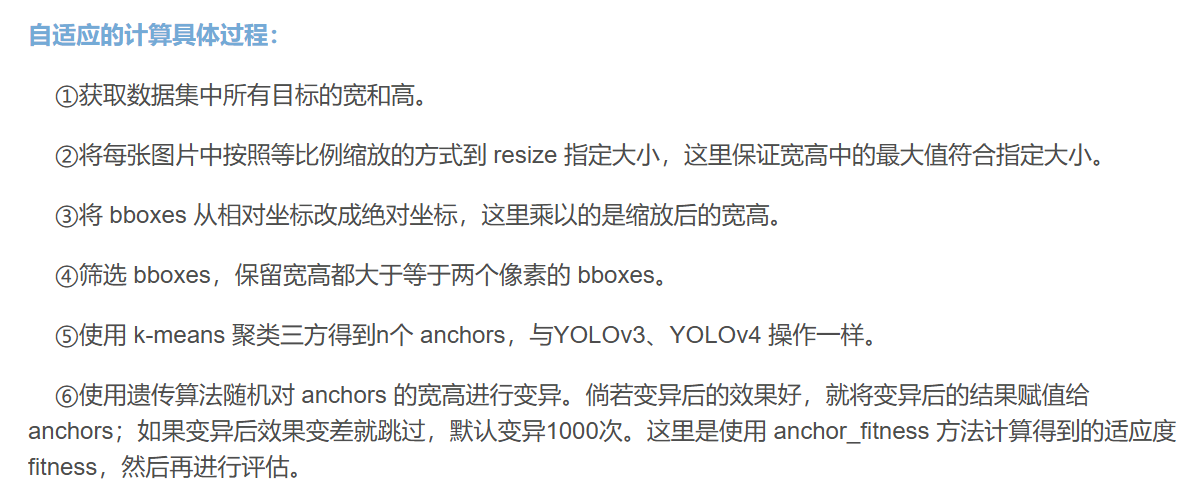 自适应的计算具体过程：
①获取数据集中所有目标的宽和高。
②将每张图片中按照等比例缩放的方式到 resize 指定大小，这里保证宽高中的最大值符合指定大小。
③将 bboxes 从相对坐标改成绝对坐标，这里乘以的是缩放后的宽高。
④筛选 bboxes，保留宽高都大于等于两个像素的 bboxes。
⑤使用 k-means 聚类三方得到n个 anchors，与YOLOv3、YOLOv4 操作一样。
⑥使用遗传算法随机对 anchors 的宽高进行变异。倘若变异后的效果好，就将变异后的结果赋值给
anchors；如果变异后效果变差就跳过，默认变异1000次。这里是使用 anchor_fitness 方法计算得到的适应度
fitness，然后再进行评估。